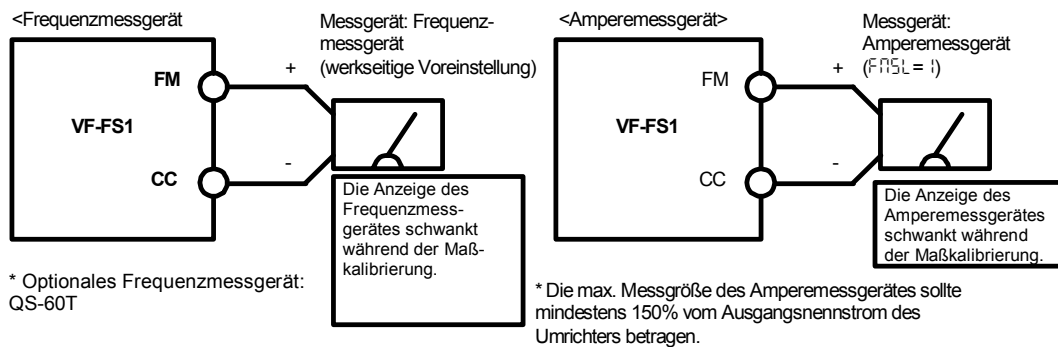 <Frequenzmessgerät
Messgerät: Frequenz-
messgerät
(werkseitige Voreinstellung)
FM
+
VF-FS1
CC
-
Die Anzeige des
Frequenzmess-
gerätes schwankt
während der Maß-
kalibrierung.
* Optionales Frequenzmessgerät:
QS-60T
<Amperemessgerät>
Messgerät:
Amperemessgerät
(FMSL= 1)
FM
+
VF-FS1
CC
-
Die Anzeige des
Amperemessgerätes
schwankt während
der Maßkalibrierung.
* Die max. Messgröße des Amperemessgerätes sollte
mindestens 150% vom Ausgangsnennstrom des
Umrichters betragen.